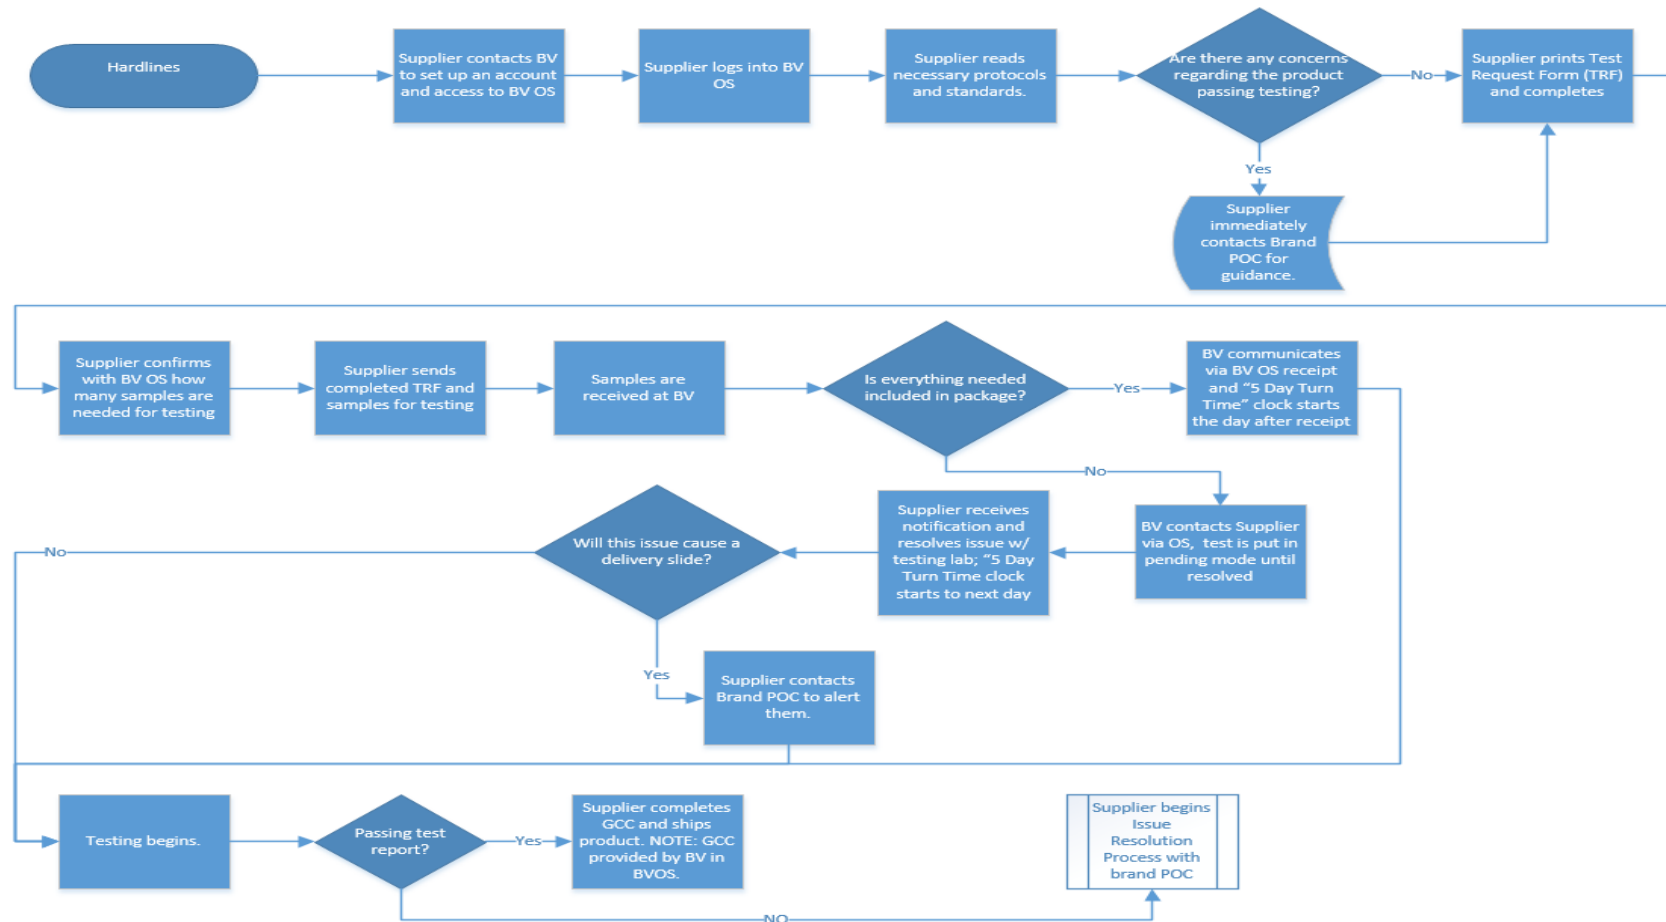 Hardlines
Supplier contacts BV
to set up an account
and access to BV OS
Supplier logs into BV
OS
Supplier reads
necessary protocols
and standards.
Are there any concerns
regarding the product
passing testing?
No
Supplier prints Test
Request Form (TRF)
and completes
Yes
Supplier
immediately
contacts Brand
POC for
guidance.
Supplier confirms
with BV OS how
many samples are
needed for testing
Supplier sends
completed TRF and
samples for testing
Samples are
received at BV
Is everything needed
included in package?
Yes
BV communicates
via BV OS receipt
and “5 Day Turn
Time” clock starts
the day after receipt
No
BV contacts Supplier
via OS, test is put in
pending mode until
resolved
Supplier receives
notification and
resolves issue w/
testing lab; “5 Day
Turn Time clock
starts to next day
Will this issue cause a
delivery slide?
No
Yes
Supplier contacts
Brand POC to alert
them.
Testing begins.
Passing test
report?
Yes
Supplier completes
GCC and ships
product. NOTE: GCC
provided by BV in
BVOS.
NO
Supplier begins
Issue
Resolution
Process with
brand POC